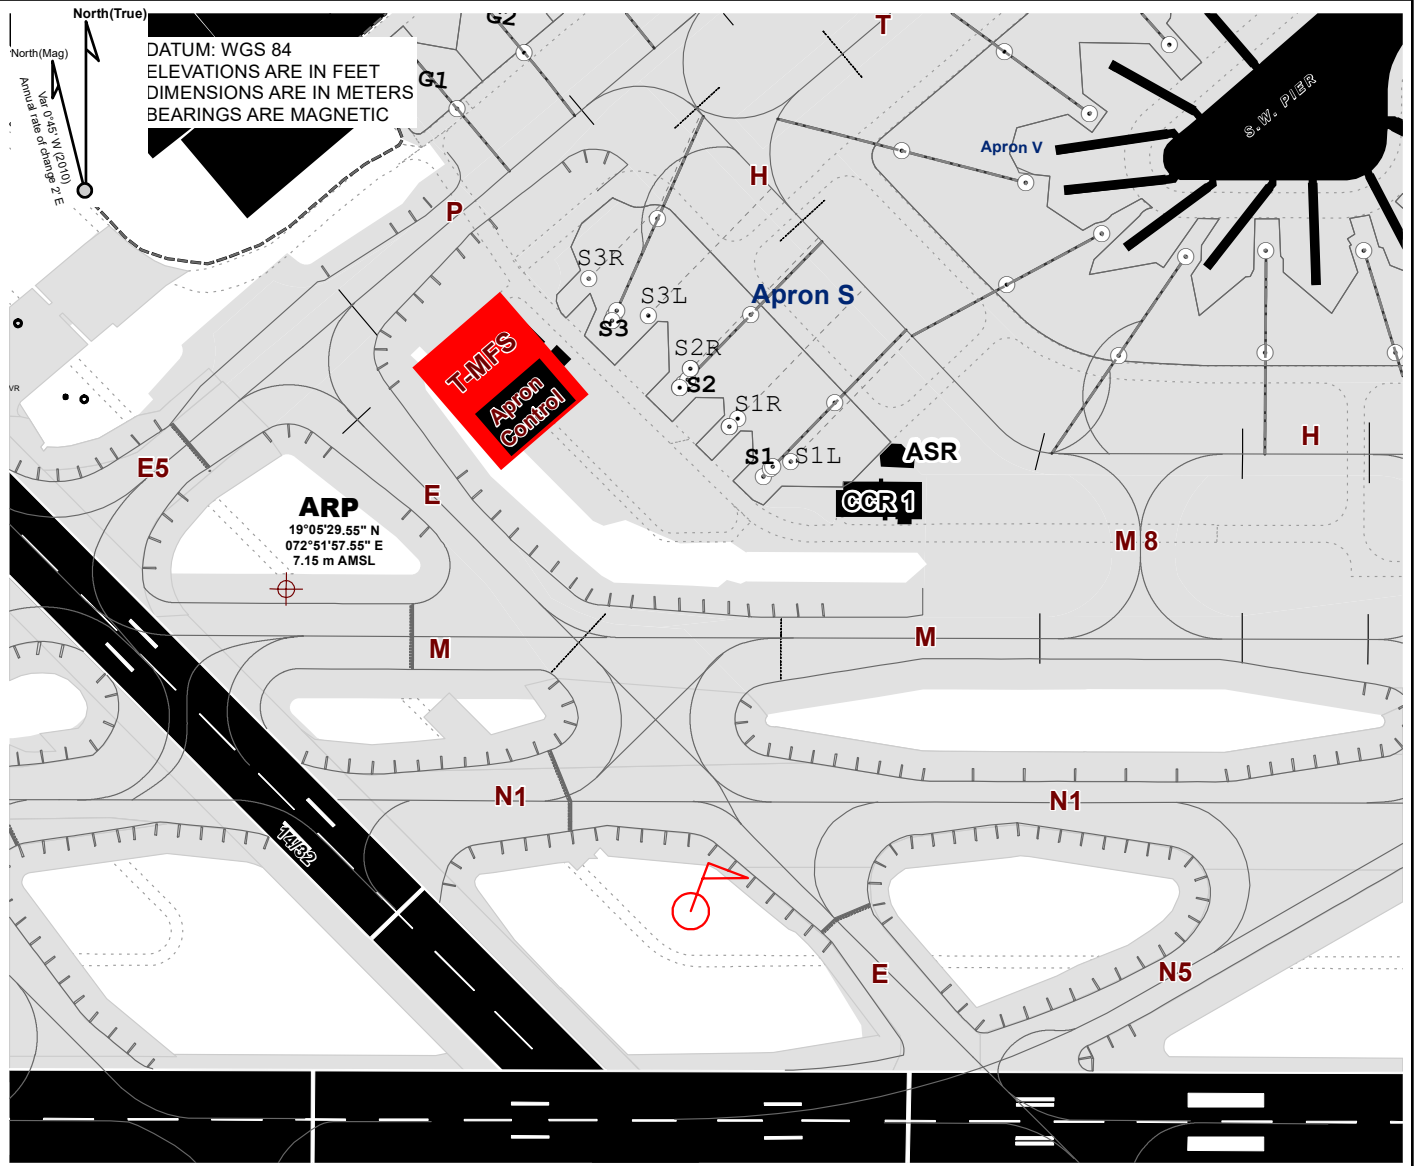 North(True)
North(Mag)
Var 0°45' W (2010)
Annual rate of change 2' E
DATUM: WGS 84
ELEVATIONS ARE IN FEET
DIMENSIONS ARE IN METERS
BEARINGS ARE MAGNETIC
G2
G1
T
S.W. PIER
Apron V
H
P
S3R
S3L
Apron S
S3
S2R
S2
S1R
S1
S1L
T-MFS
Apron
Control
ASR
CCR 1
H
VR
E5
E
ARP
19°05'29.55" N
072°51'57.55" E
7.15 m AMSL
M 8
M
M
N1
N1
14/32
E
N5